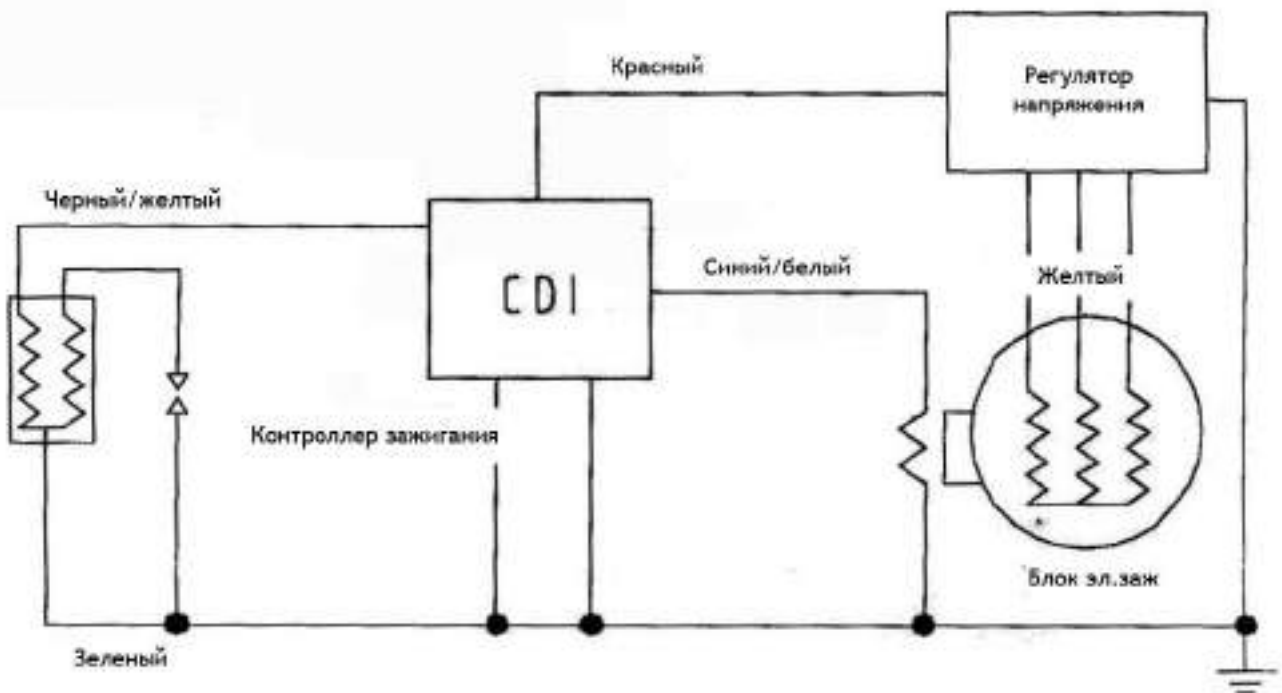 Красный
Регулятор
напряжения
Черный/желтый
Синий/белый
CDI
Желтый
Контроллер зажигания
Блок эл.заж
Зеленый